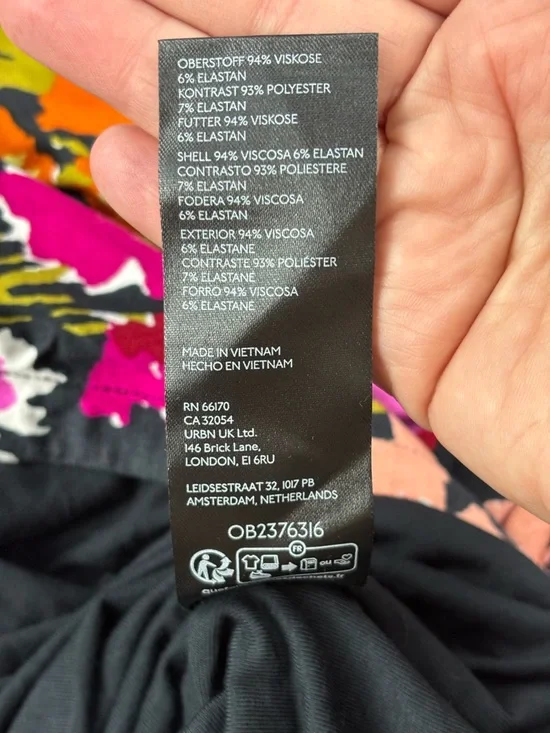 OBERSTOFF 94% VISKOSE
6% ELASTAN
KONTRAST 93% POLYESTER
7% ELASTAN
FUTTER 94% VISKOSE
6% ELASTAN
SHELL 94% VISCOSA 6% ELASTAN
CONTRASTO 93% POLIESTERE
7% ELASTAN
FODERA 94% VISCOSA
6% ELASTAN
EXTERIOR 94% VISCOSA
6% ELASTANE
CONTRASTE 93% POLIÉSTER
7% ELASTANE
FORRO 94% VISCOSA
6% ELASTANE
MADE IN VIETNAM
HECHO EN VIETNAM
RN 66170
CA 32054
URBN UK Ltd.
146 Brick Lane,
LONDON, E1 6RU
LEIDSESTRAAT 32, 1017 PB
AMSTERDAM, NETHERLANDS
OB2376316
FR
ou